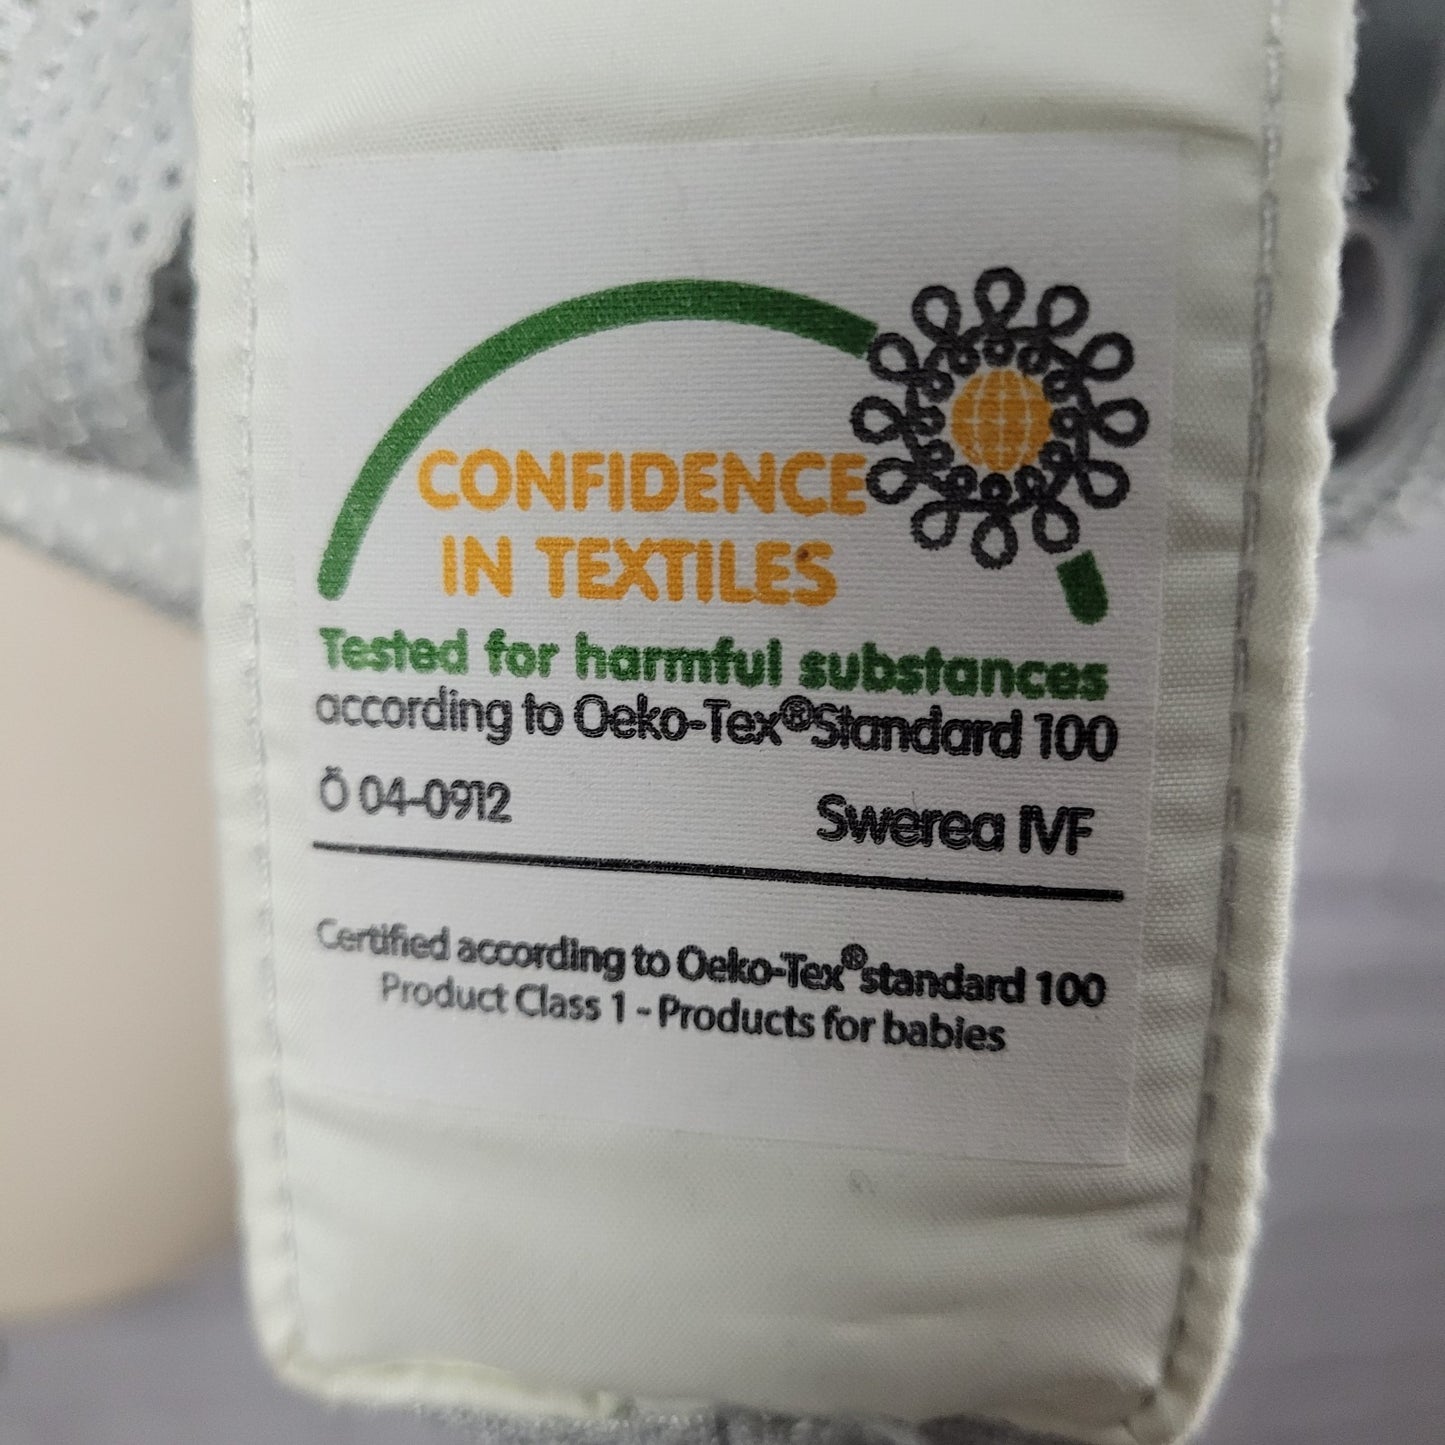 CONFIDENCE
IN TEXTILES
Tested for harmful substances
according to Oeko-Tex®Standard 100
Ö 04-0912 Swerea IVF
Certified according to Oeko-Tex®standard 100
Product Class 1 - Products for babies